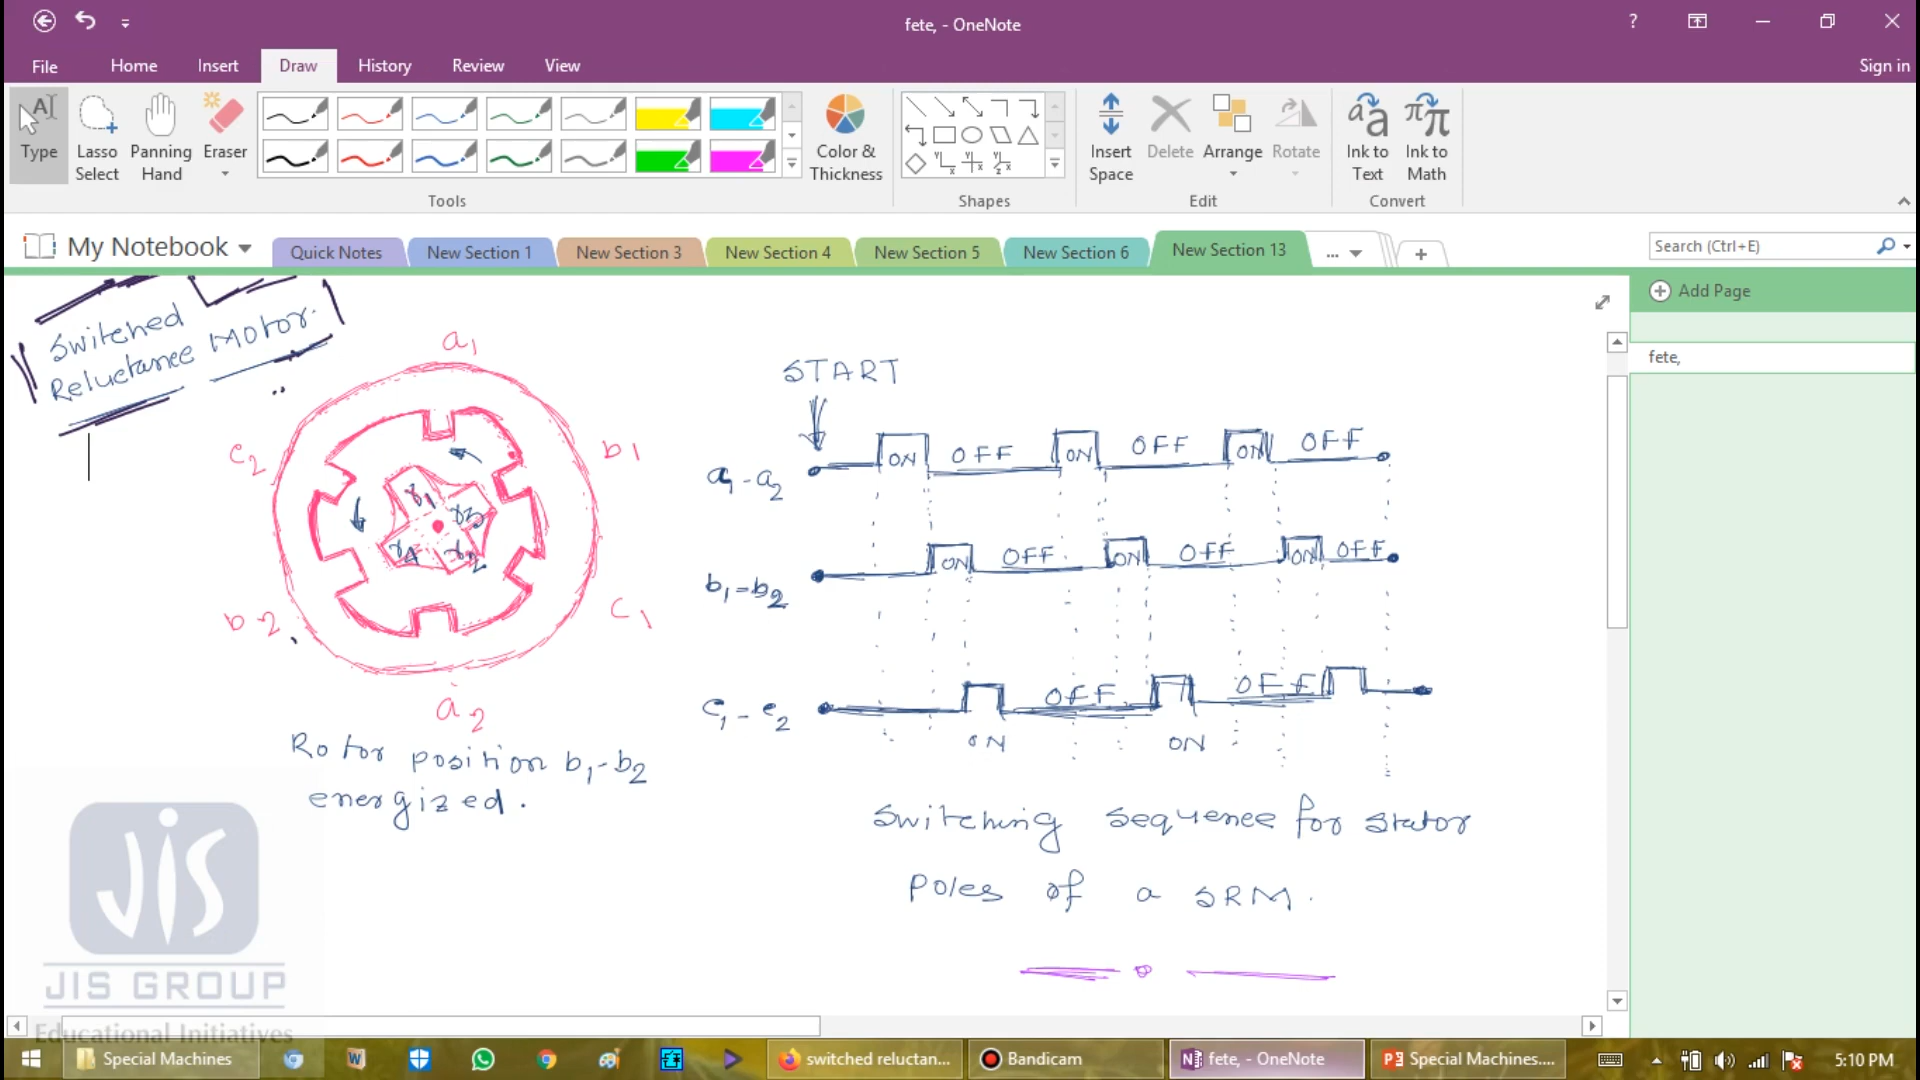 fete, - OneNote
?
File Home Insert Draw History Review View
Sign in
Type
Lasso Select
Panning Hand
Eraser
Color & Thickness
Insert Space
Delete
Arrange
Rotate
Ink to Text
Ink to Math
Tools Shapes Edit Convert
My Notebook
Quick Notes New Section 1 New Section 3 New Section 4 New Section 5 New Section 6 New Section 13 ...
Search (Ctrl+E)
Add Page
fete,
Switched
Reluctance Motor.
a1
b1
c1
a2
b2
c2
r1
r3
r2
r4
Rotor position b1-b2
energized.
START
a1 - a2 ON OFF ON OFF ON OFF
b1 - b2 ON OFF ON OFF ON OFF
c1 - c2 OFF OFF
ON ON
Switching sequence for stator
Poles of a SRM.
JIS
JIS GROUP
Educational Initiatives
Special Machines
switched reluctan...
Bandicam
fete, - OneNote
Special Machines....
5:10 PM